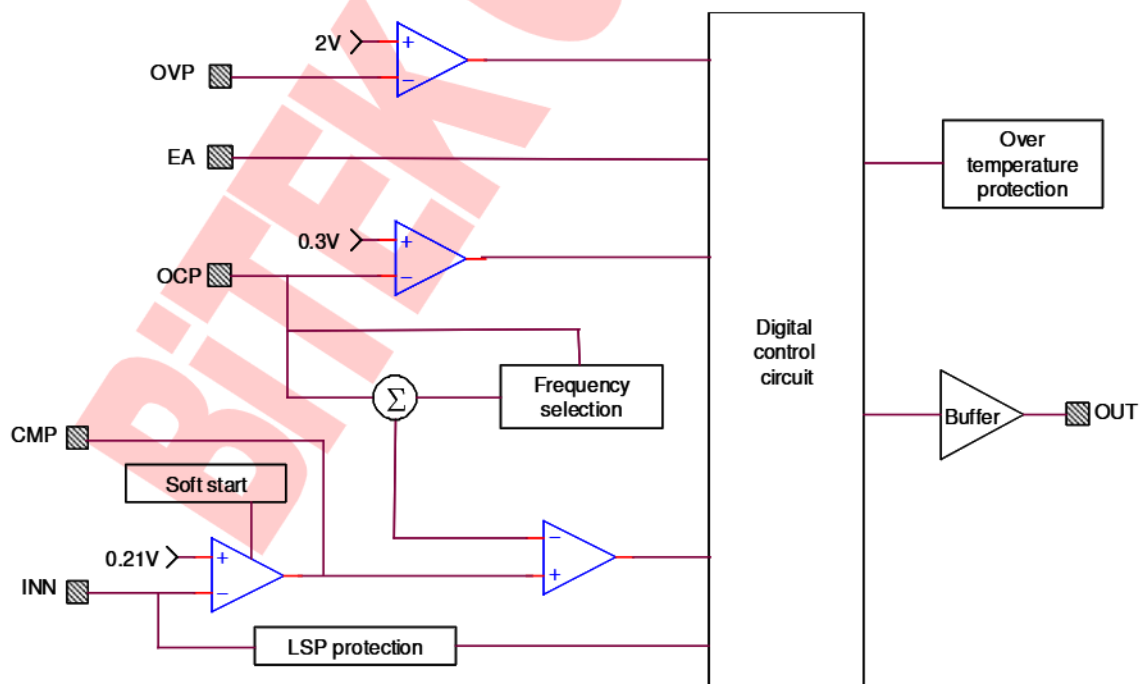 BiTEK
2V
+
−
OVP
EA
Over
temperature
protection
0.3V
+
−
OCP
Digital
control
circuit
Σ
Frequency
selection
Buffer
OUT
CMP
Soft start
0.21V
+
−
−
+
INN
LSP protection